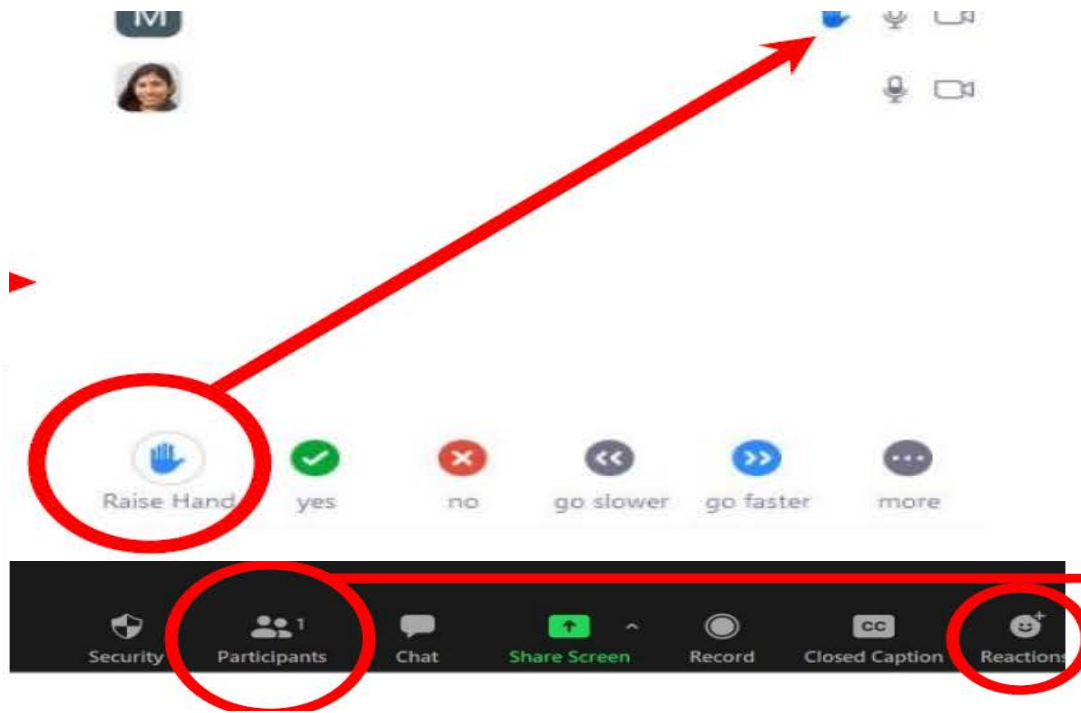 M
Raise Hand yes no go slower go faster more
1
Security Participants Chat Share Screen Record CC Closed Caption Reactions